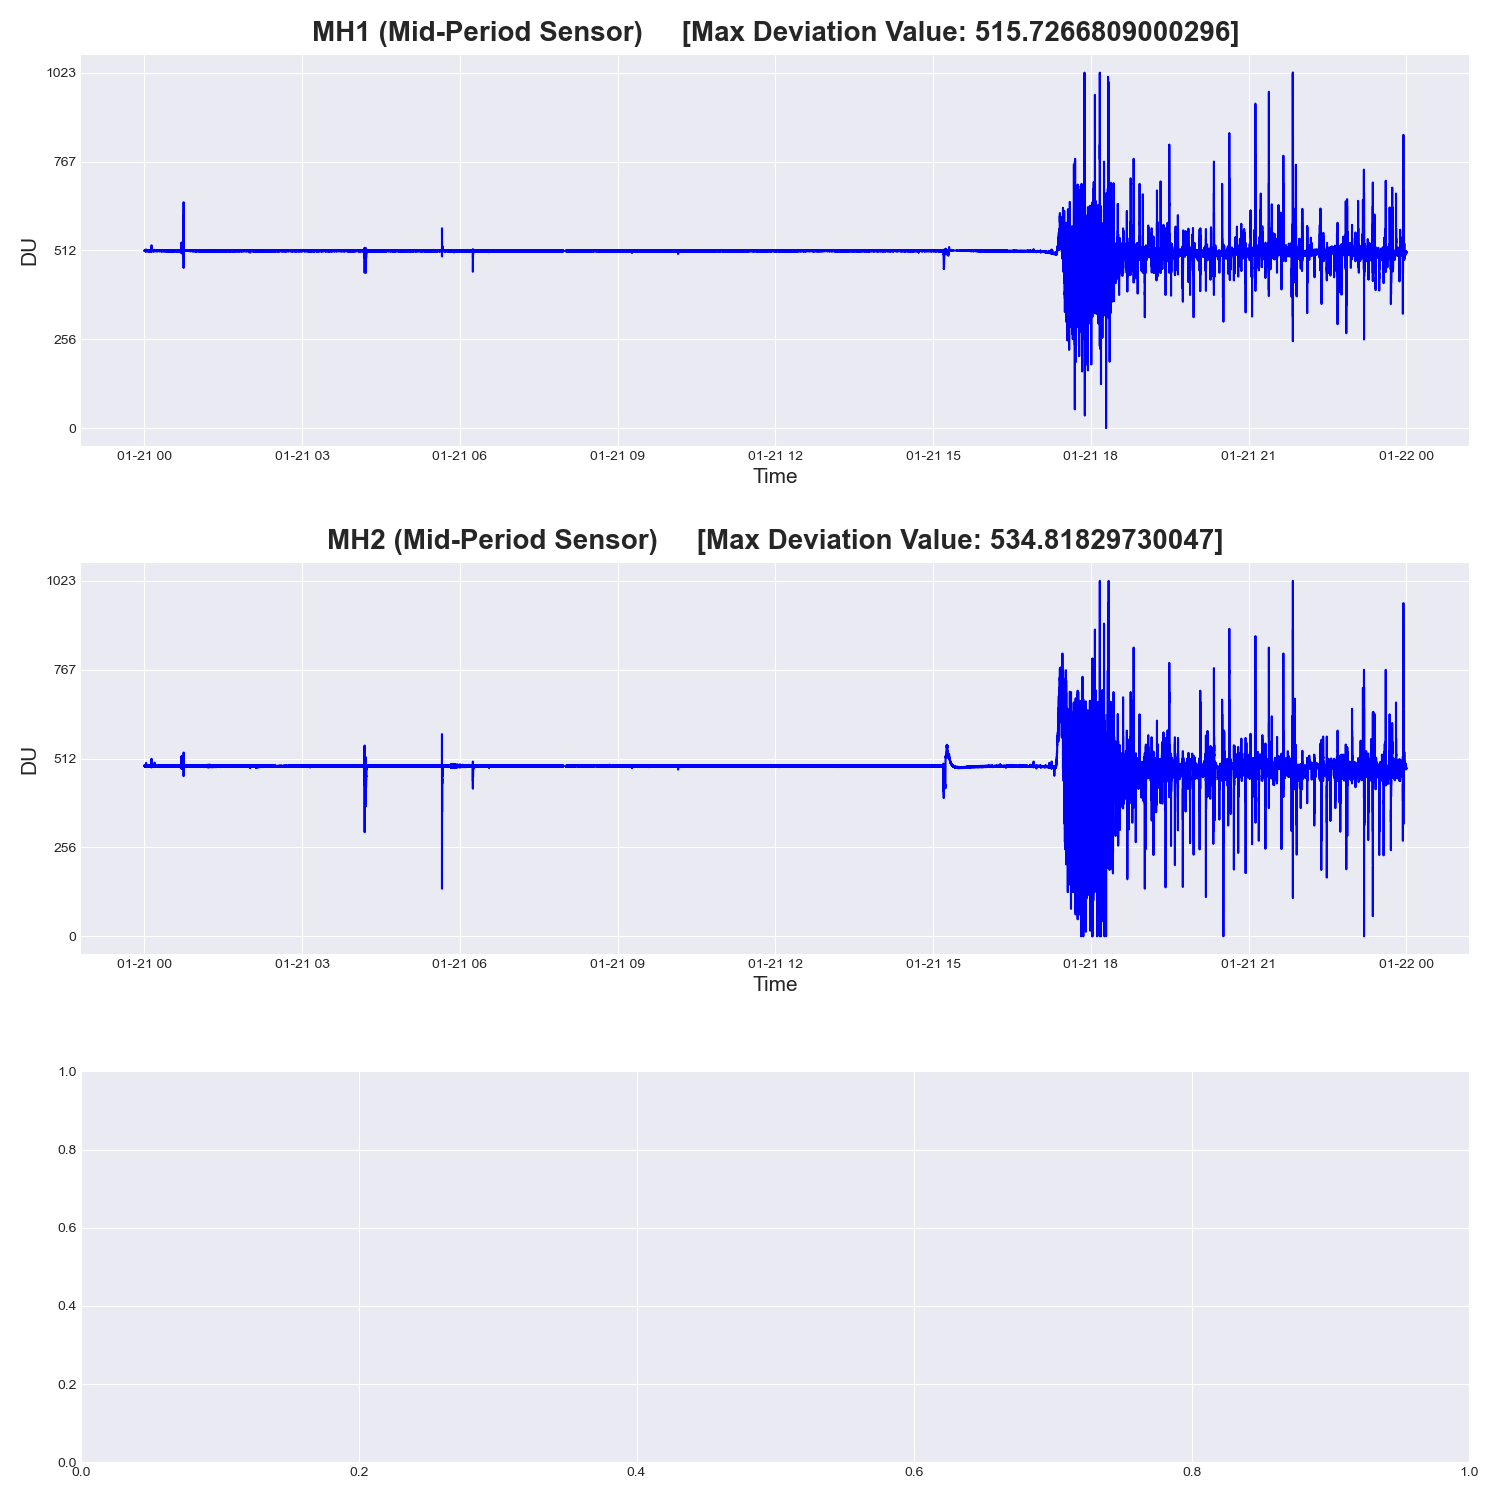 MH1 (Mid-Period Sensor) [Max Deviation Value: 515.7266809000296]
1023
767
512
256
0
DU
01-21 00 01-21 03 01-21 06 01-21 09 01-21 12 01-21 15 01-21 18 01-21 21 01-22 00
Time
MH2 (Mid-Period Sensor) [Max Deviation Value: 534.81829730047]
1023
767
512
256
0
DU
01-21 00 01-21 03 01-21 06 01-21 09 01-21 12 01-21 15 01-21 18 01-21 21 01-22 00
Time
1.0
0.8
0.6
0.4
0.2
0.0
0.0 0.2 0.4 0.6 0.8 1.0